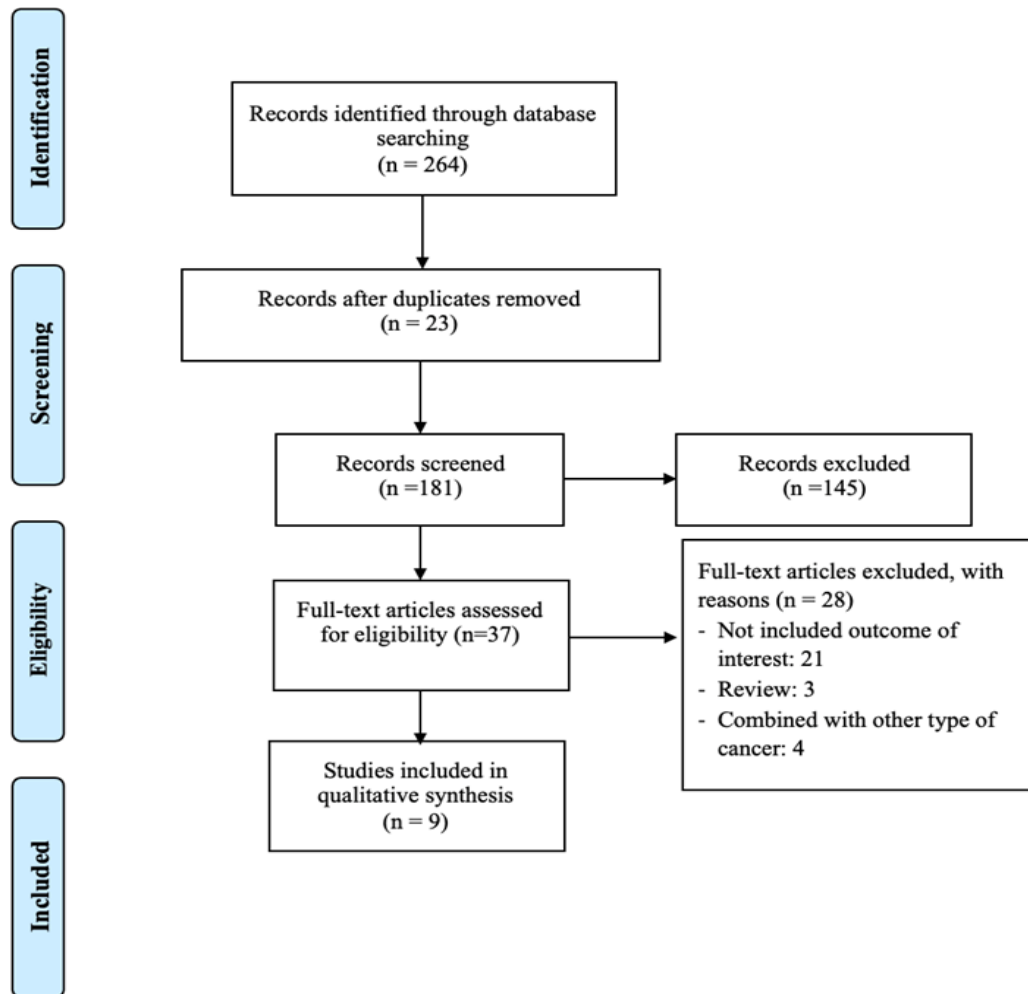 Identification
Records identified through database
searching
(n = 264)
Records after duplicates removed
(n = 23)
Screening
Records screened
(n =181)
Records excluded
(n =145)
Eligibility
Full-text articles assessed
for eligibility (n=37)
Full-text articles excluded, with
reasons (n = 28)
- Not included outcome of
interest: 21
- Review: 3
- Combined with other type of
cancer: 4
Studies included in
qualitative synthesis
(n = 9)
Included